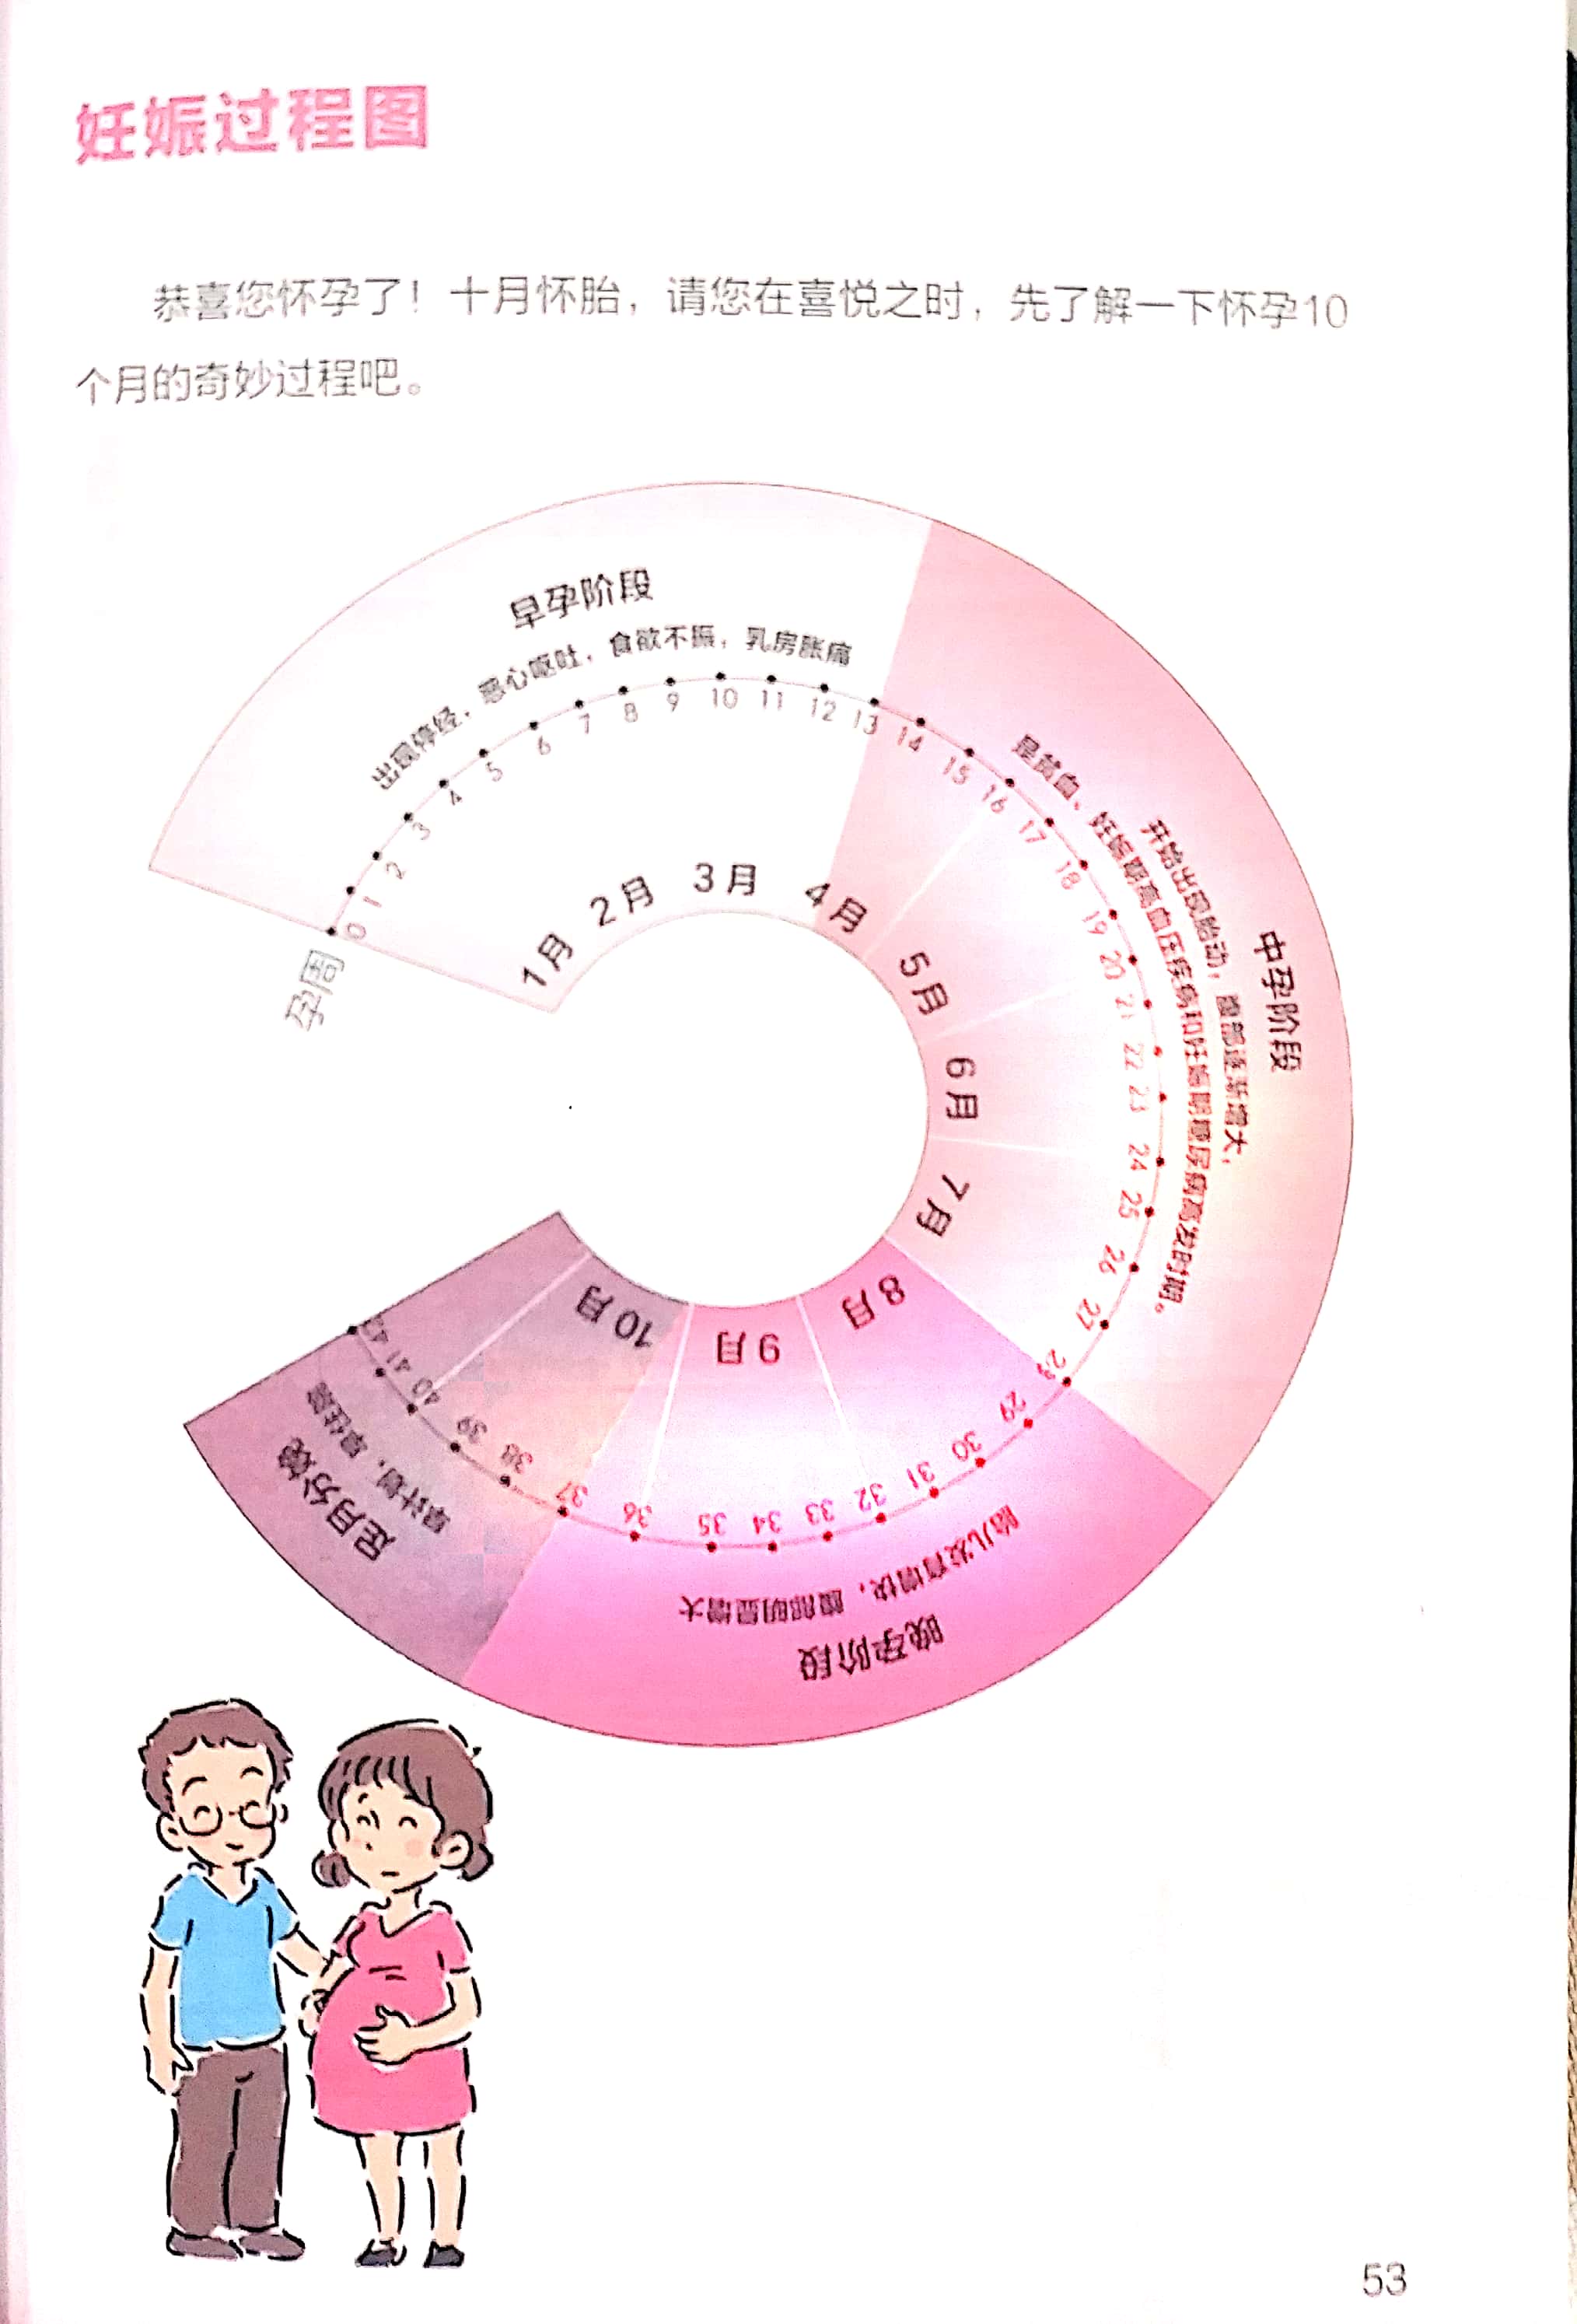 妊娠过程图
恭喜您怀孕了！十月怀胎，请您在喜悦之时，先了解一下怀孕10
个月的奇妙过程吧。
早孕阶段
出现停经，恶心呕吐，食欲不振，乳房胀痛
孕周
0 1 2 3 4 5 6 7 8 9 10 11 12 13 14 15 16 17 18 19 20 21 22 23 24 25 26 27 28 29 30 31 32 33 34 35 36 37 38 39 40 41 42
1月
2月
3月
4月
5月
6月
7月
8月
9月
10月
中孕阶段
开始出现胎动，腹部逐渐增大，
是贫血、妊娠期高血压疾病和妊娠期糖尿病高发时期。
晚孕阶段
胎儿发育增快，腹部明显增大
足月分娩
早计划，早住院
53